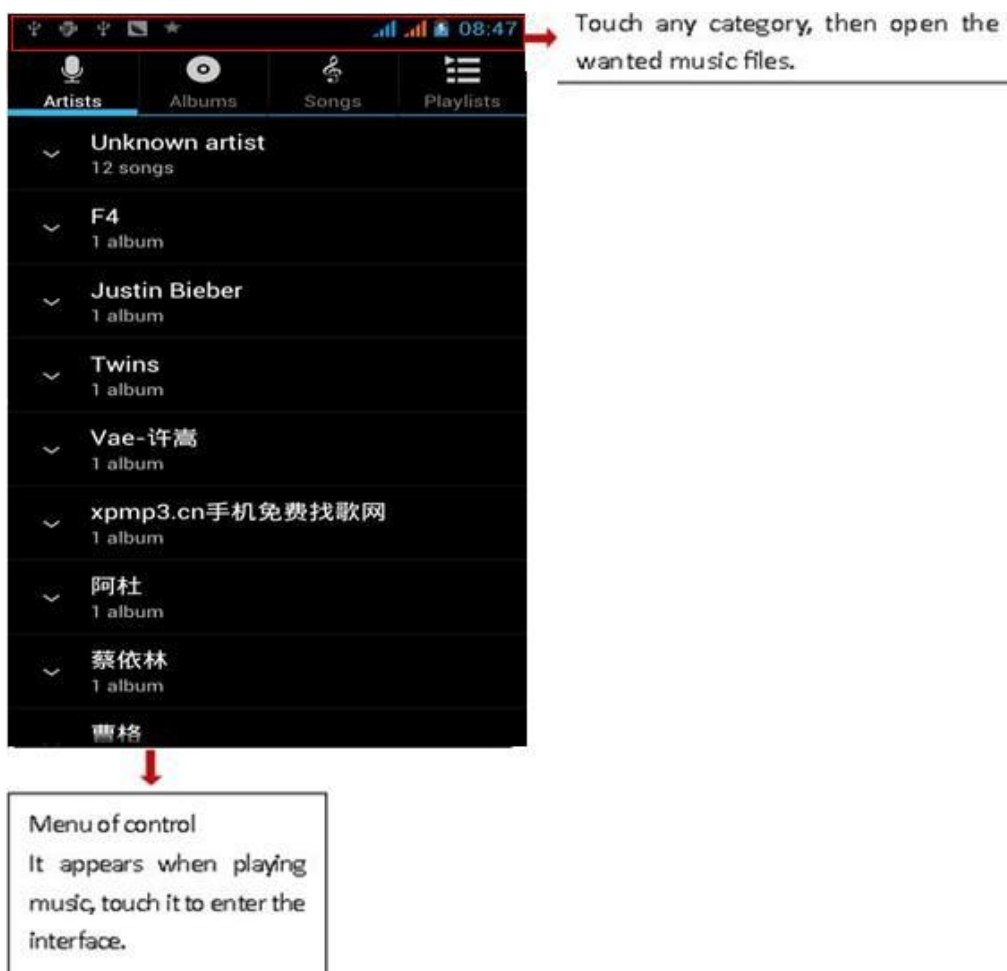 08:47
Touch any category, then open the
wanted music files.
Artists Albums Songs Playlists
Unknown artist
12 songs
F4
1 album
Justin Bieber
1 album
Twins
1 album
Vae-许嵩
1 album
xpmp3.cn手机免费找歌网
1 album
阿杜
1 album
蔡依林
1 album
曹格
Menu of control
It appears when playing
music, touch it to enter the
interface.